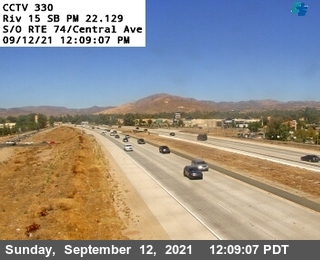 CCTV 330
Riv 15 SB PM 22.129
S/O RTE 74/Central Ave
09/12/21 12:09:07 PM
Sunday, September 12, 2021 12:09:07 PDT